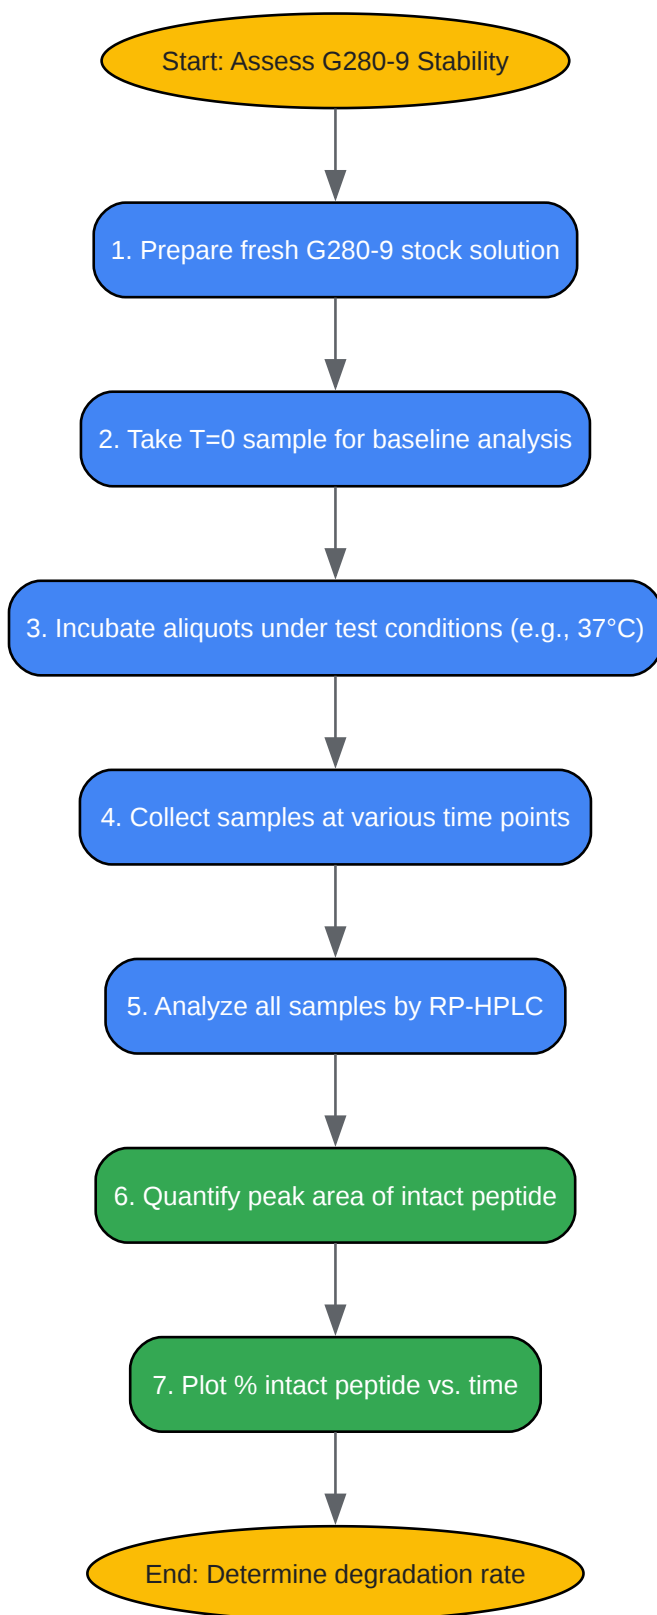 Start: Assess G280-9 Stability
1. Prepare fresh G280-9 stock solution
2. Take T=0 sample for baseline analysis
3. Incubate aliquots under test conditions (e.g., 37°C)
4. Collect samples at various time points
5. Analyze all samples by RP-HPLC
6. Quantify peak area of intact peptide
7. Plot % intact peptide vs. time
End: Determine degradation rate